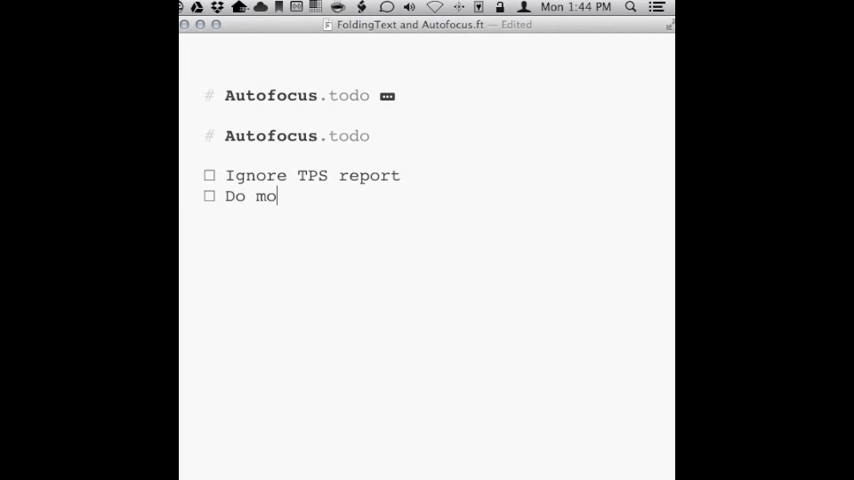 Mon 1:44 PM
FoldingText and Autofocus.ft — Edited
# Autofocus.todo
# Autofocus.todo
Ignore TPS report
Do mo